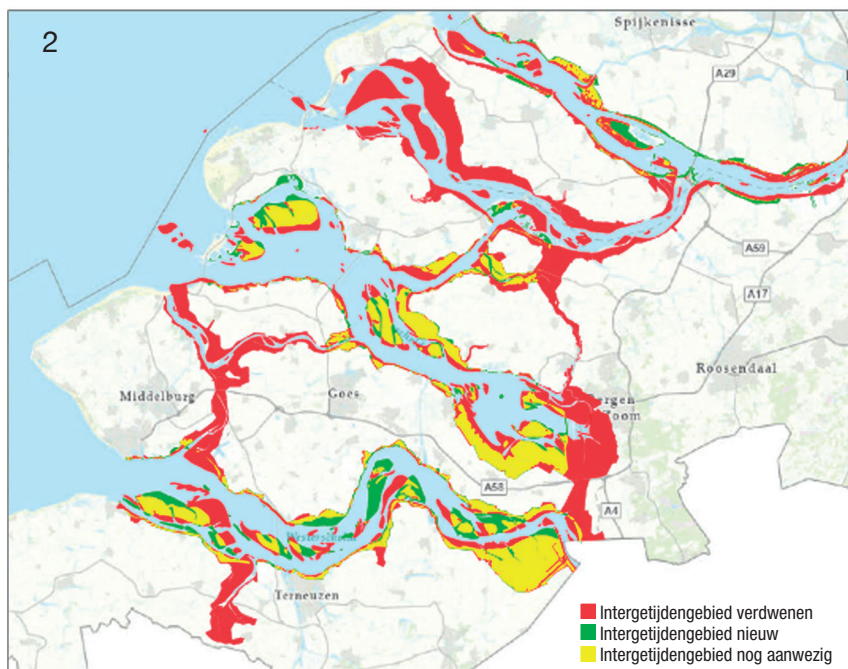 2
Spijkenisse
A29
A59
A17
Roosendaal
Middelburg
Goes
Bergen
Zoom
A58
A4
Westerschelde
Terneuzen
Intergetijdengebied verdwenen
Intergetijdengebied nieuw
Intergetijdengebied nog aanwezig